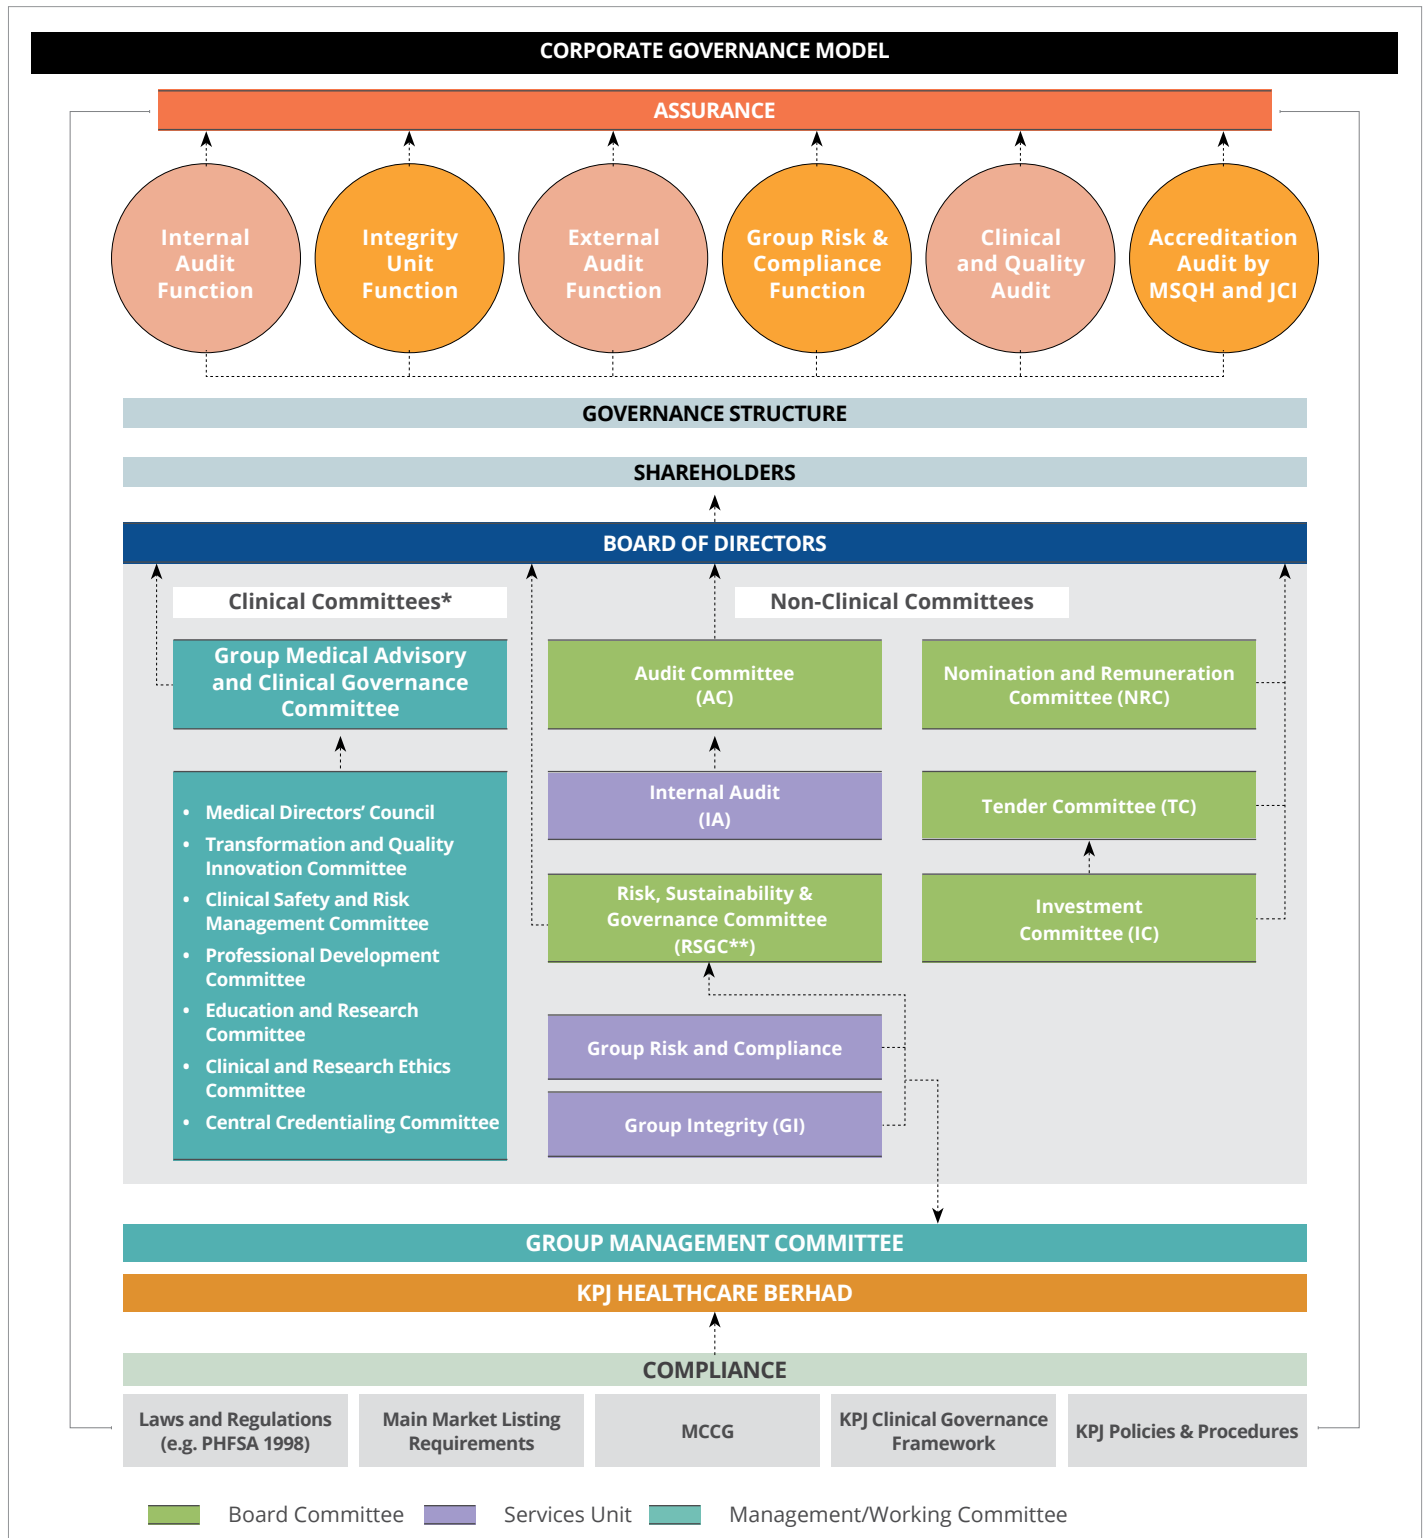 CORPORATE GOVERNANCE MODEL
ASSURANCE
Internal
Audit
Function
Integrity
Unit
Function
External
Audit
Function
Group Risk &
Compliance
Function
Clinical
and Quality
Audit
Accreditation
Audit by
MSQH and JCI
GOVERNANCE STRUCTURE
SHAREHOLDERS
BOARD OF DIRECTORS
Clinical Committees*
Non-Clinical Committees
Group Medical Advisory
and Clinical Governance
Committee
• Medical Directors’ Council
• Transformation and Quality
Innovation Committee
• Clinical Safety and Risk
Management Committee
• Professional Development
Committee
• Education and Research
Committee
• Clinical and Research Ethics
Committee
• Central Credentialing Committee
Audit Committee
(AC)
Internal Audit
(IA)
Risk, Sustainability &
Governance Committee
(RSGC**)
Group Risk and Compliance
Group Integrity (GI)
Nomination and Remuneration
Committee (NRC)
Tender Committee (TC)
Investment
Committee (IC)
GROUP MANAGEMENT COMMITTEE
KPJ HEALTHCARE BERHAD
COMPLIANCE
Laws and Regulations
(e.g. PHFSA 1998)
Main Market Listing
Requirements
MCCG
KPJ Clinical Governance
Framework
KPJ Policies & Procedures
Board Committee
Services Unit
Management/Working Committee